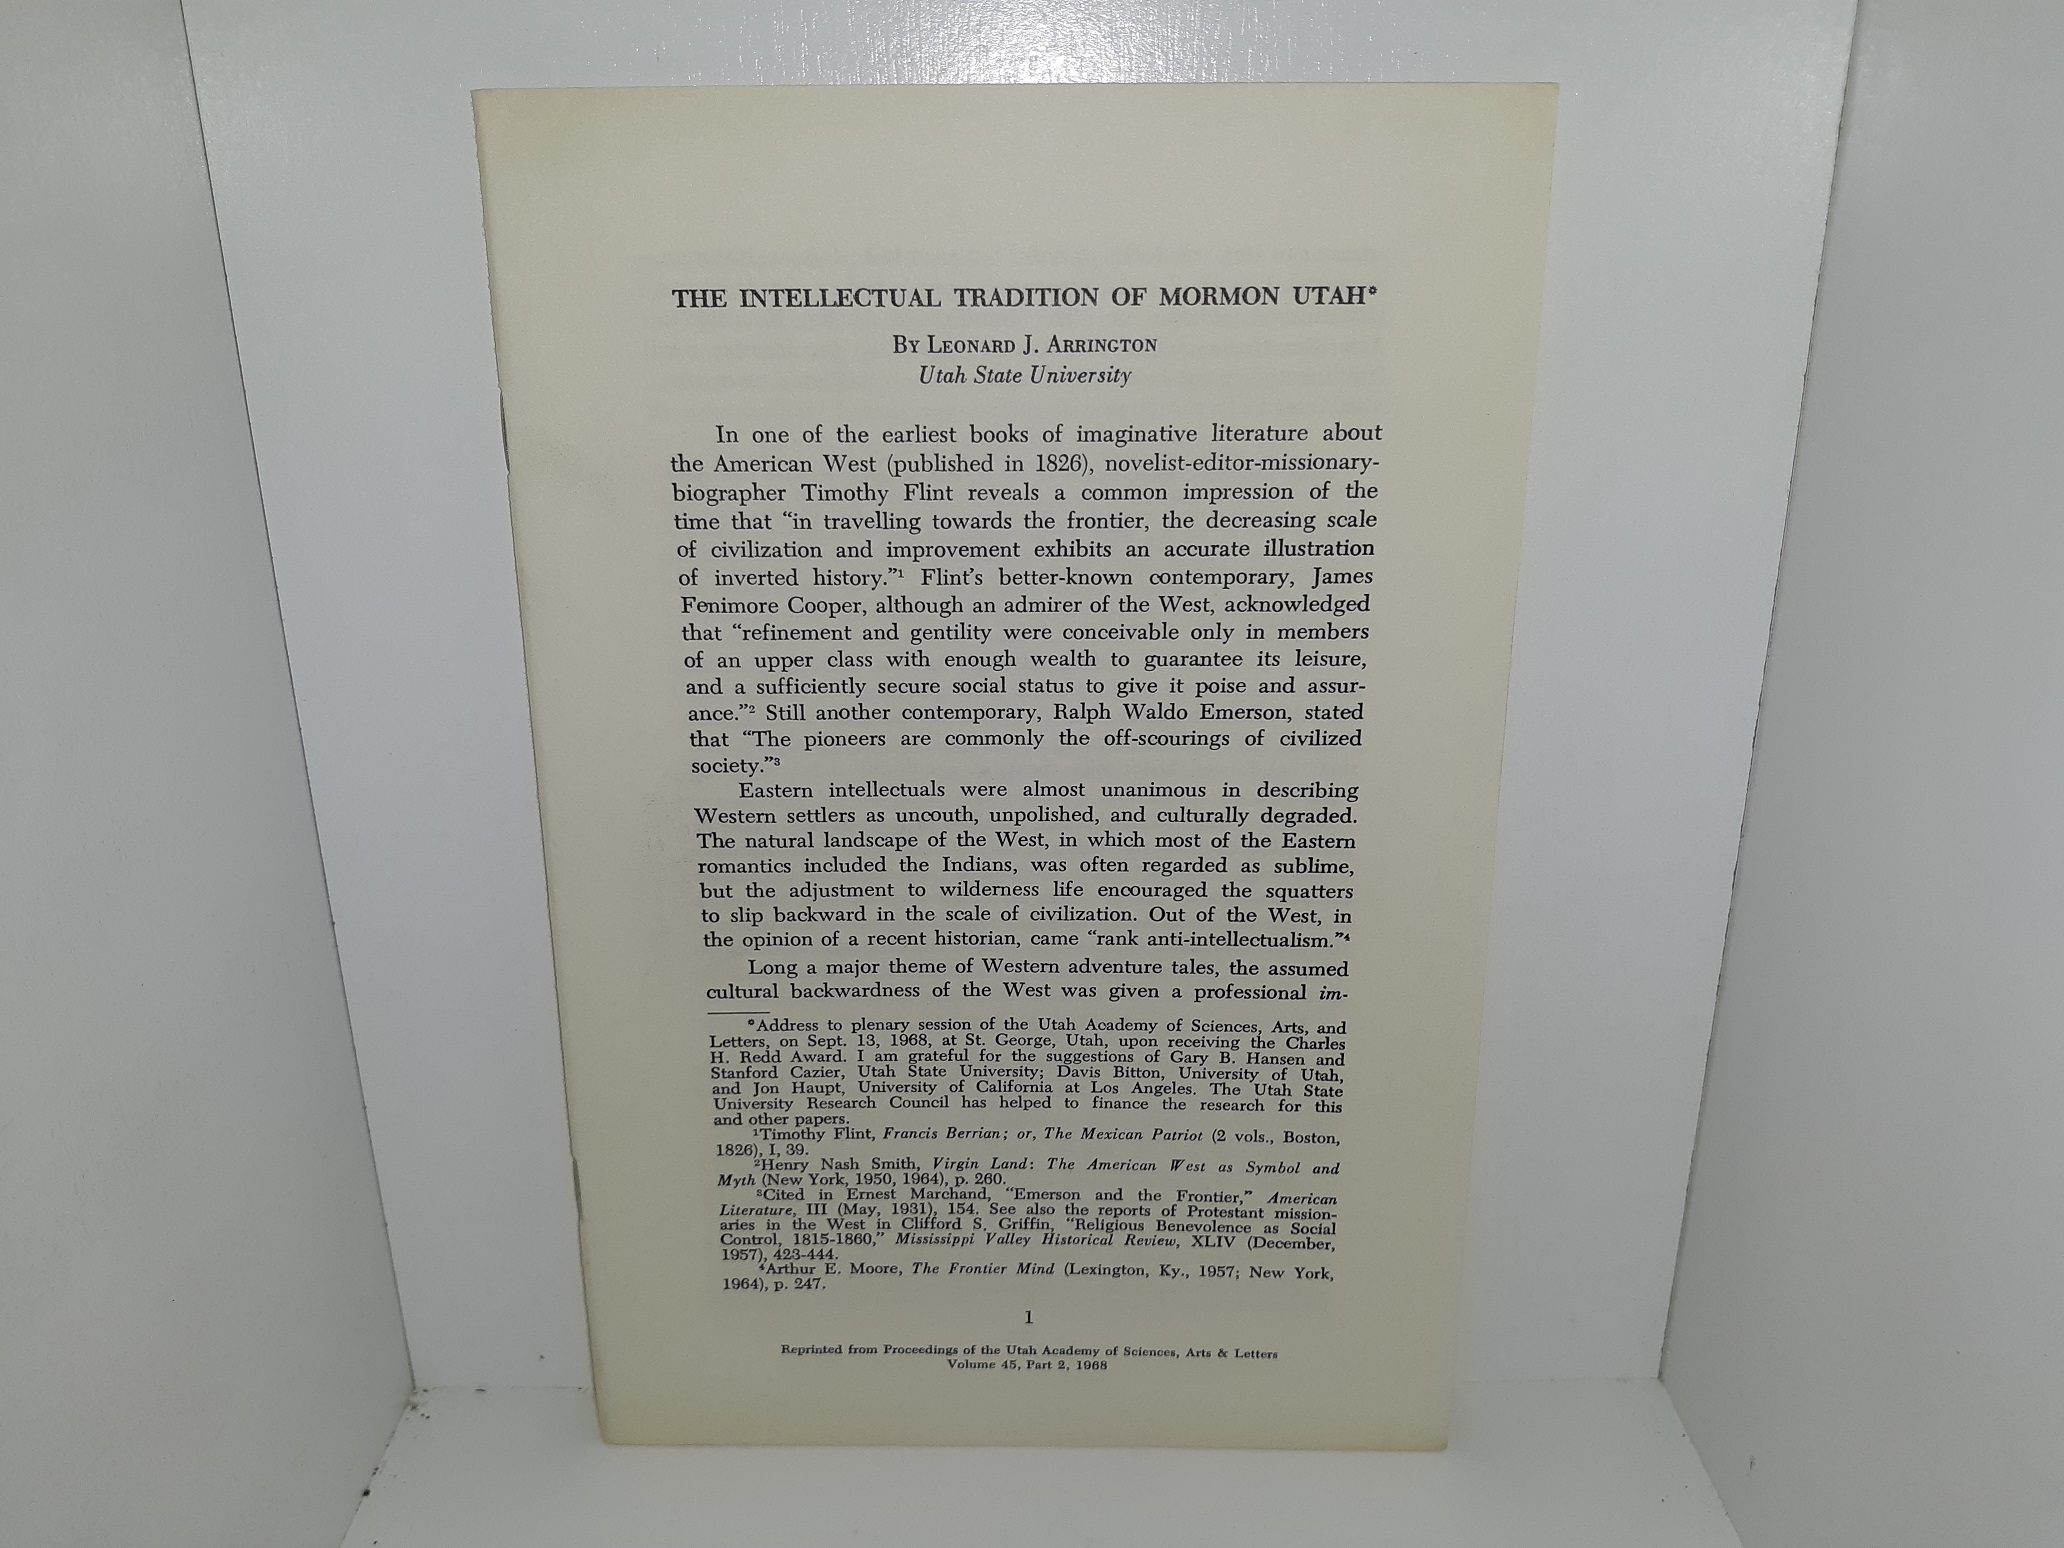 THE INTELLECTUAL TRADITION OF MORMON UTAH*
By Leonard J. Arrington
Utah State University
In one of the earliest books of imaginative literature about
the American West (published in 1826), novelist-editor-missionary-
biographer Timothy Flint reveals a common impression of the
time that “in travelling towards the frontier, the decreasing scale
of civilization and improvement exhibits an accurate illustration
of inverted history.”¹ Flint’s better-known contemporary, James
Fenimore Cooper, although an admirer of the West, acknowledged
that “refinement and gentility were conceivable only in members
of an upper class with enough wealth to guarantee its leisure,
and a sufficiently secure social status to give it poise and assur-
ance.”² Still another contemporary, Ralph Waldo Emerson, stated
that “The pioneers are commonly the off-scourings of civilized
society.”³
Eastern intellectuals were almost unanimous in describing
Western settlers as uncouth, unpolished, and culturally degraded.
The natural landscape of the West, in which most of the Eastern
romantics included the Indians, was often regarded as sublime,
but the adjustment to wilderness life encouraged the squatters
to slip backward in the scale of civilization. Out of the West, in
the opinion of a recent historian, came “rank anti-intellectualism.”⁴
Long a major theme of Western adventure tales, the assumed
cultural backwardness of the West was given a professional im-
*Address to plenary session of the Utah Academy of Sciences, Arts, and
Letters, on Sept. 13, 1968, at St. George, Utah, upon receiving the Charles
H. Redd Award. I am grateful for the suggestions of Gary B. Hansen and
Stanford Cazier, Utah State University; Davis Bitton, University of Utah,
and Jon Haupt, University of California at Los Angeles. The Utah State
University Research Council has helped to finance the research for this
and other papers.
¹Timothy Flint, Francis Berrian; or, The Mexican Patriot (2 vols., Boston,
1826), I, 39.
²Henry Nash Smith, Virgin Land: The American West as Symbol and
Myth (New York, 1950, 1964), p. 260.
³Cited in Ernest Marchand, “Emerson and the Frontier,” American
Literature, III (May, 1931), 154. See also the reports of Protestant mission-
aries in the West in Clifford S. Griffin, “Religious Benevolence as Social
Control, 1815-1860,” Mississippi Valley Historical Review, XLIV (December,
1957), 423-444.
⁴Arthur E. Moore, The Frontier Mind (Lexington, Ky., 1957; New York,
1964), p. 247.
1
Reprinted from Proceedings of the Utah Academy of Sciences, Arts & Letters
Volume 45, Part 2, 1968